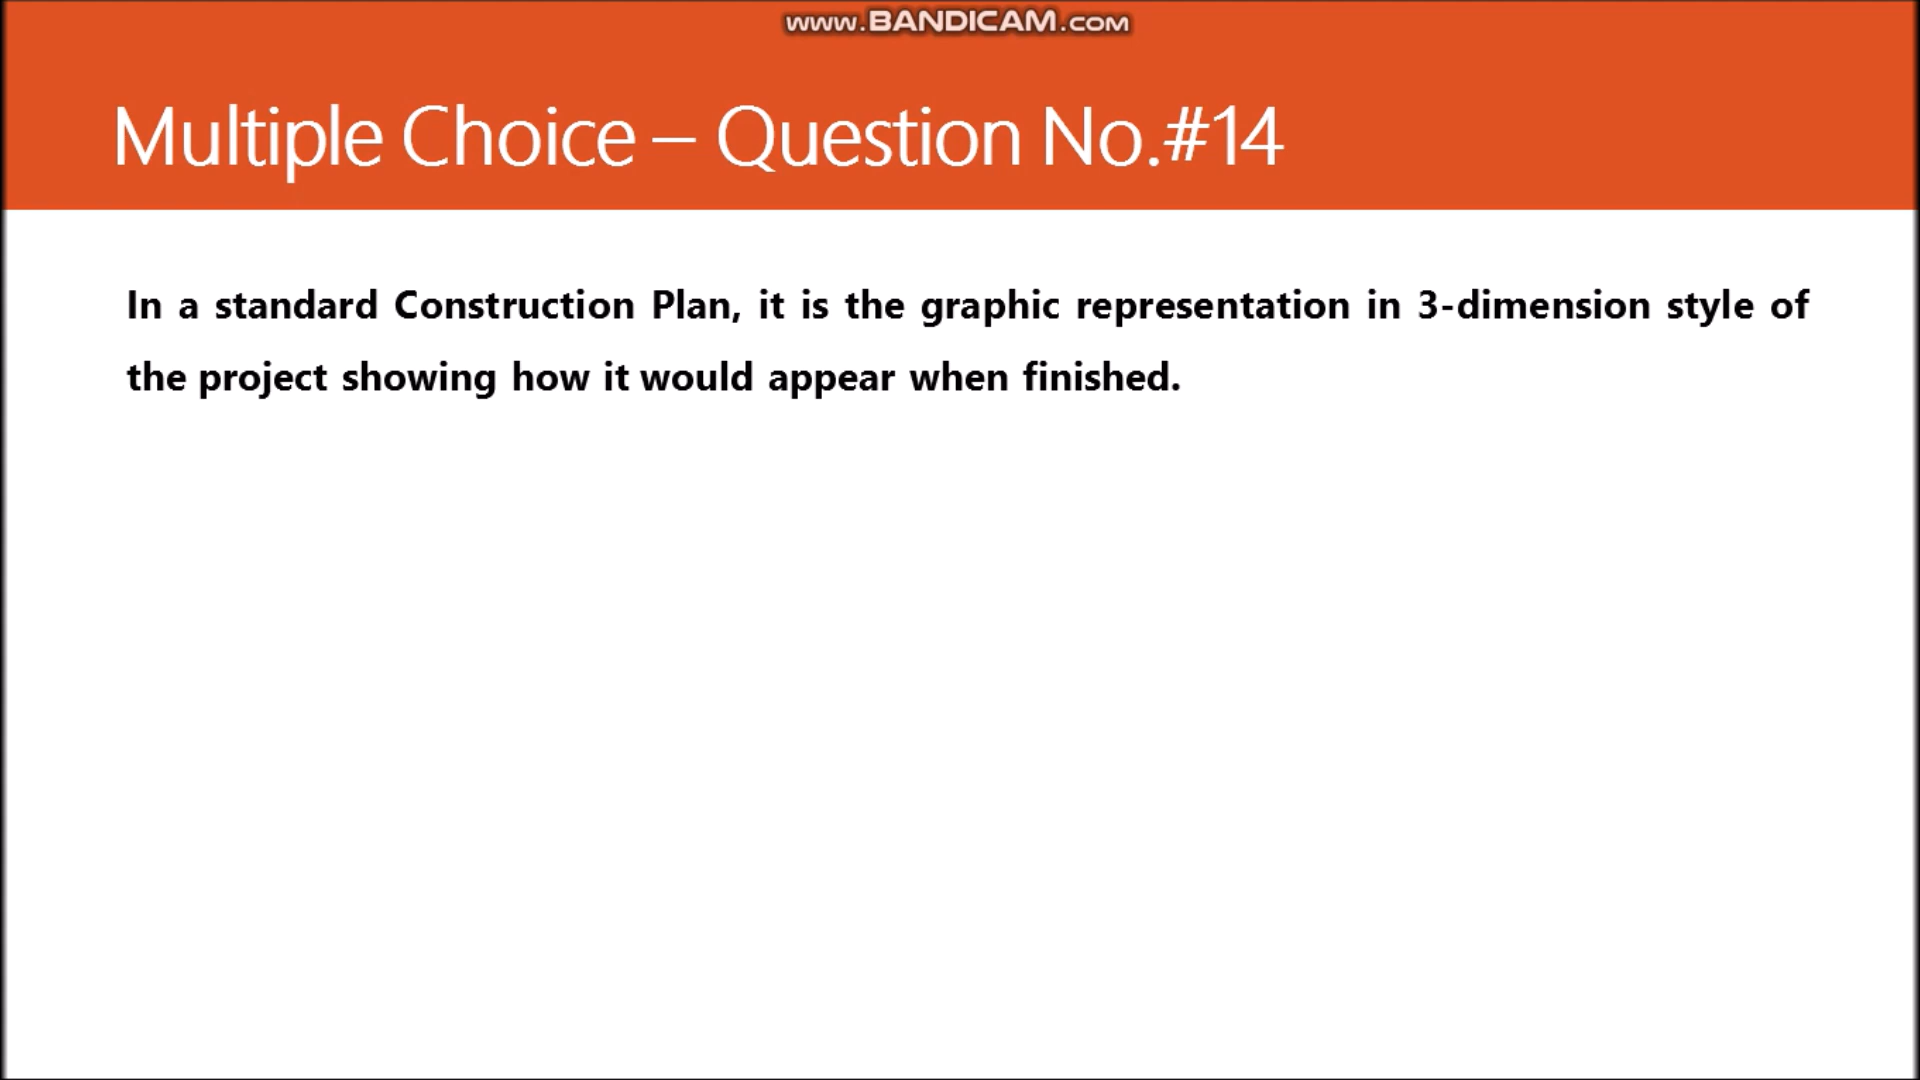 www.BANDICAM.com
Multiple Choice – Question No.#14
In a standard Construction Plan, it is the graphic representation in 3-dimension style of
the project showing how it would appear when finished.